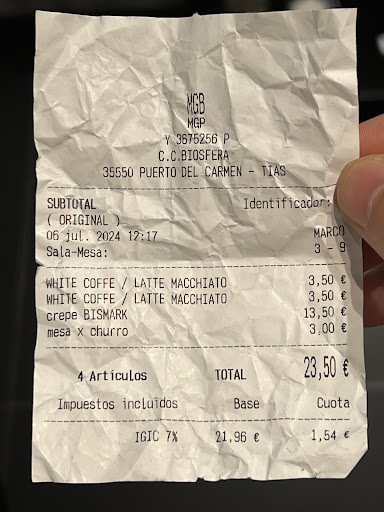 MGB
MGP
Y 3675256 P
C.C.BIOSFERA
35550 PUERTO DEL CARMEN - TIAS
SUBTOTAL Identificador:
( ORIGINAL )
06 jul. 2024 12:17 MARCO
Sala-Mesa: 3 - 9
WHITE COFFE / LATTE MACCHIATO 3,50 €
WHITE COFFE / LATTE MACCHIATO 3,50 €
crepe BISMARK 13,50 €
mesa x churro 3,00 €
4 Artículos TOTAL 23,50 €
Impuestos incluidos Base Cuota
IGIC 7% 21,96 € 1,54 €